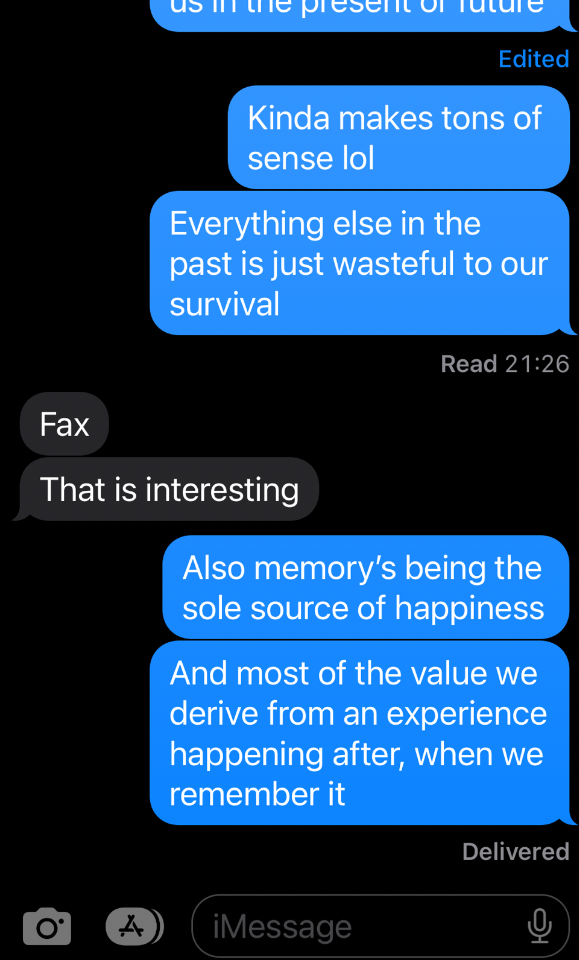 us in the present or future
Edited
Kinda makes tons of
sense lol
Everything else in the
past is just wasteful to our
survival
Read 21:26
Fax
That is interesting
Also memory’s being the
sole source of happiness
And most of the value we
derive from an experience
happening after, when we
remember it
Delivered
iMessage